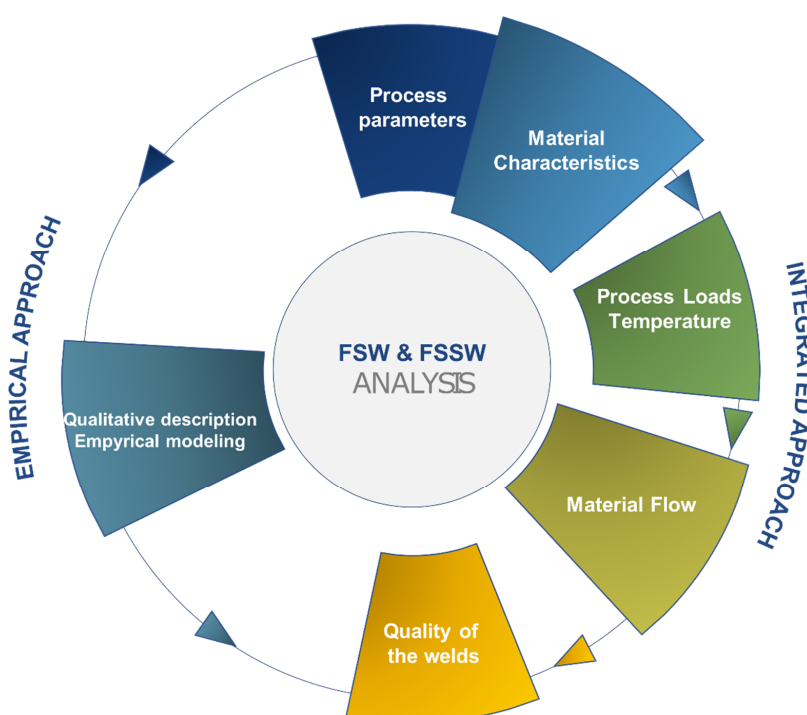 Process
parameters
Material
Characteristics
Process Loads
Temperature
Material Flow
Quality of
the welds
Qualitative description
Empyrical modeling
FSW & FSSW
ANALYSIS
EMPIRICAL APPROACH
INTEGRATED APPROACH